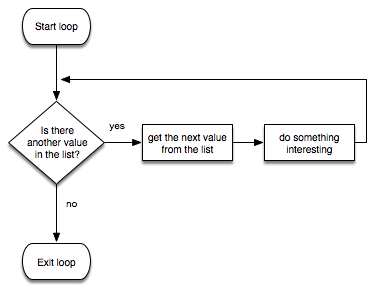 Start loop
Is there
another value
in the list?
yes
get the next value
from the list
do something
interesting
no
Exit loop